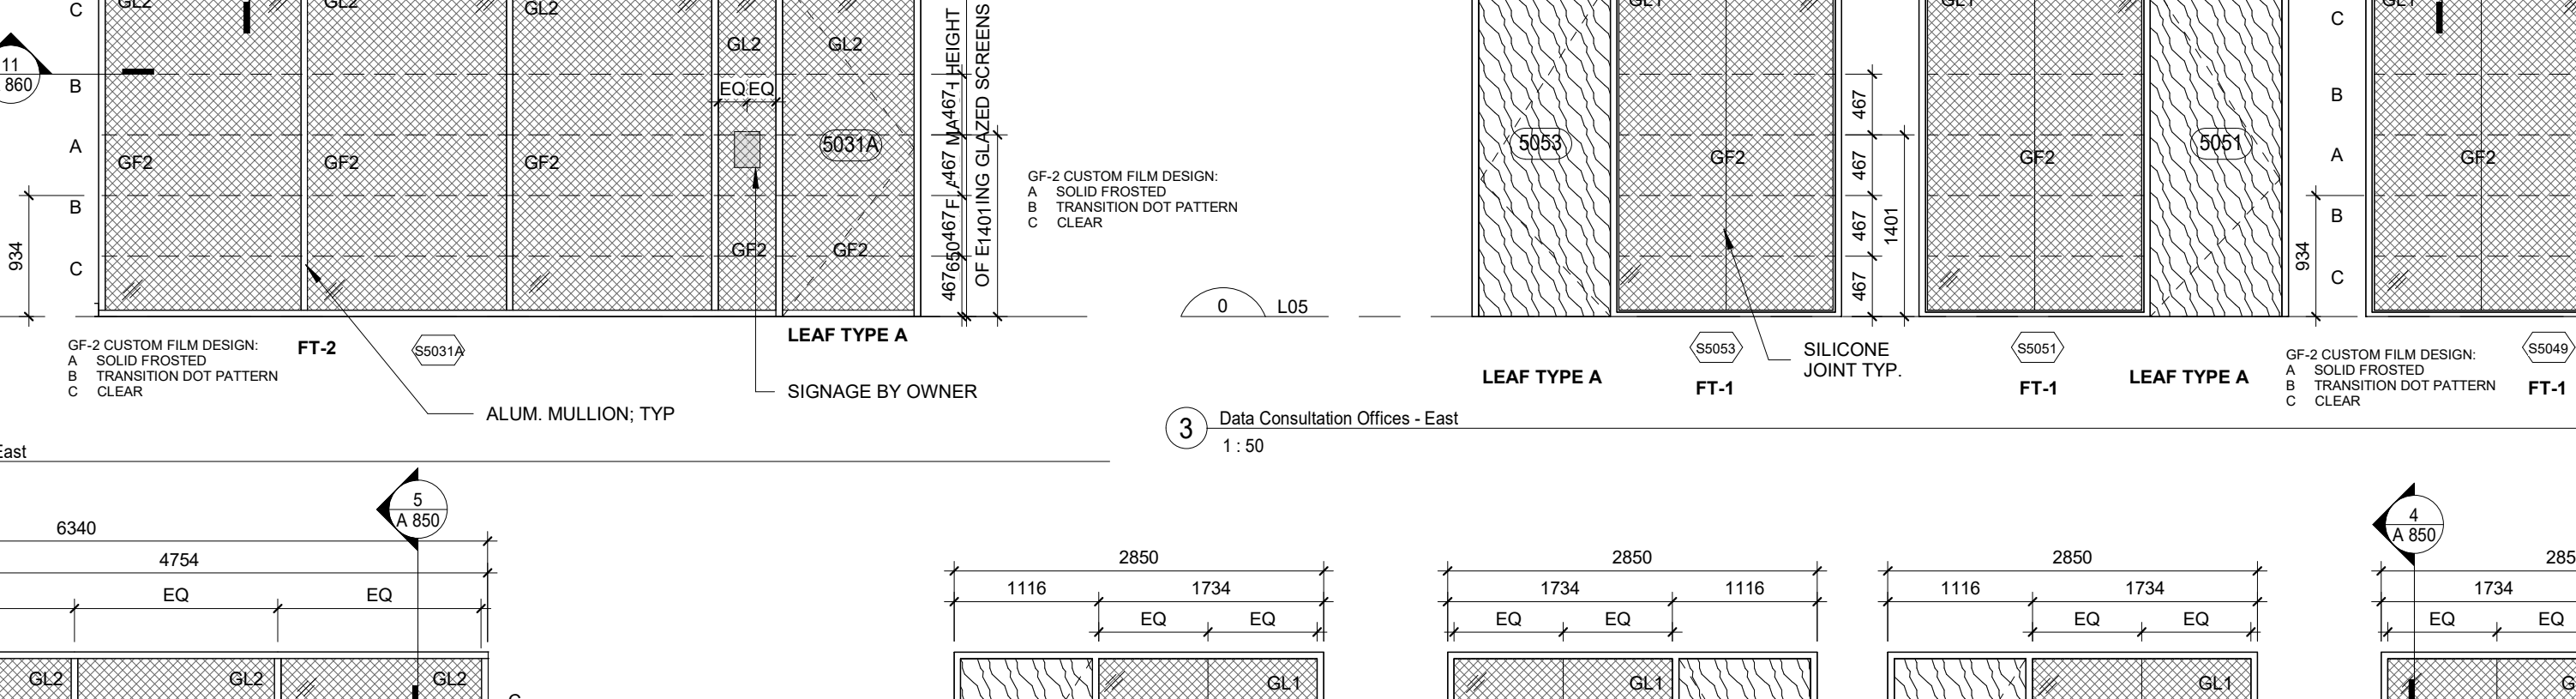 C
GL2
GL2
GL2
GL2
GL2
11
860
B
EQ EQ
A
GF2
GF2
GF2
5031A
B
GF2
GF2
C
934
467
467
467
467
650
1401
HEIGHT
OF E
ING GLAZED SCREENS
GF-2 CUSTOM FILM DESIGN:
A SOLID FROSTED
B TRANSITION DOT PATTERN
C CLEAR
FT-2
S5031A
LEAF TYPE A
GF-2 CUSTOM FILM DESIGN:
A SOLID FROSTED
B TRANSITION DOT PATTERN
C CLEAR
SIGNAGE BY OWNER
ALUM. MULLION; TYP
East
0 L05
GL1
GL1
C
GL1
B
A
B
C
5053
GF2
467
467
467
467
1401
GF2
5051
934
GF2
S5053
SILICONE
JOINT TYP.
S5051
S5049
LEAF TYPE A
FT-1
FT-1
LEAF TYPE A
GF-2 CUSTOM FILM DESIGN:
A SOLID FROSTED
B TRANSITION DOT PATTERN
C CLEAR
FT-1
3 Data Consultation Offices - East
1 : 50
5
A 850
6340
4754
EQ EQ
GL2 GL2 GL2
4
A 850
2850 2850 2850 285
1116 1734 1734 1116 1116 1734 1734
EQ EQ EQ EQ EQ EQ EQ EQ
GL1 GL1 GL1